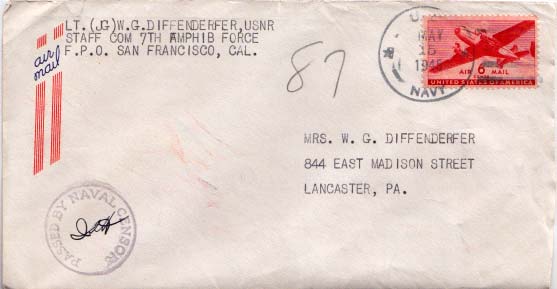 LT.(JG)W.G.DIFFENDERFER,USNR
STAFF COM 7TH AMPHIB FORCE
F.P.O. SAN FRANCISCO, CAL.
air
mail
87
U.S.
MAY
1945
NAVY
AIR 6 MAIL
UNITED STATES OF AMERICA
MRS. W. G. DIFFENDERFER
844 EAST MADISON STREET
LANCASTER, PA.
PASSED BY NAVAL CENSOR